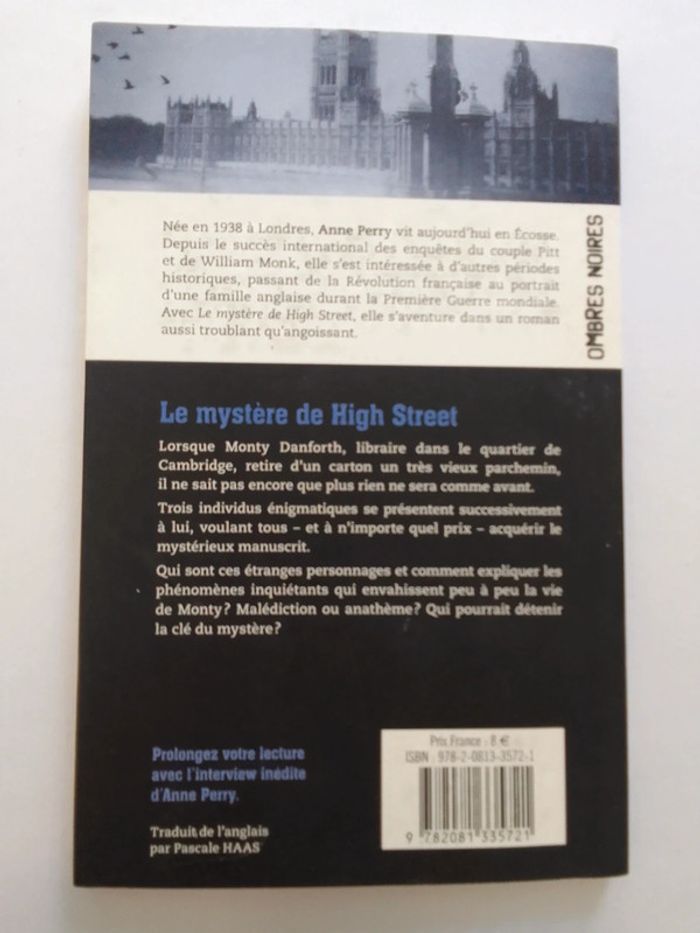 Née en 1938 à Londres, Anne Perry vit aujourd'hui en Écosse.
Depuis le succès international des enquêtes du couple Pitt
et de William Monk, elle s'est intéressée à d'autres périodes
historiques, passant de la Révolution française au portrait
d'une famille anglaise durant la Première Guerre mondiale.
Avec Le mystère de High Street, elle s'aventure dans un roman
aussi troublant qu'angoissant.
OMBRES NOIRES
Le mystère de High Street
Lorsque Monty Danforth, libraire dans le quartier de
Cambridge, retire d'un carton un très vieux parchemin,
il ne sait pas encore que plus rien ne sera comme avant.
Trois individus énigmatiques se présentent successivement
à lui, voulant tous – et à n'importe quel prix – acquérir le
mystérieux manuscrit.
Qui sont ces étranges personnages et comment expliquer les
phénomènes inquiétants qui envahissent peu à peu la vie
de Monty? Malédiction ou anathème? Qui pourrait détenir
la clé du mystère?
Prolongez votre lecture
avec l'interview inédite
d'Anne Perry.
Traduit de l'anglais
par Pascale HAAS
Prix France : 8 €
ISBN : 978-2-0813-3572-1
9 782081 335721